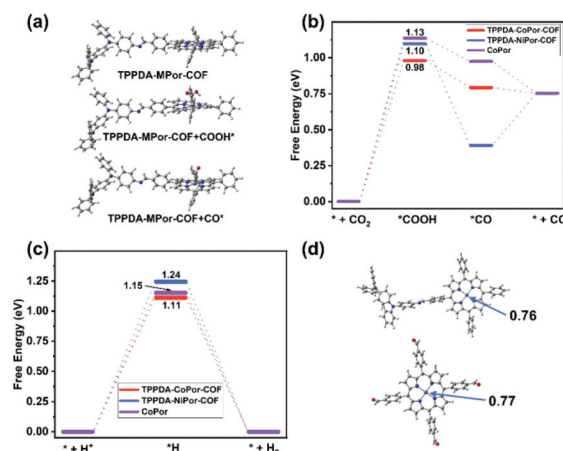 (a)
TPPDA-MPor-COF
TPPDA-MPor-COF+COOH*
TPPDA-MPor-COF+CO*
(b)
Free Energy (eV)
1.00
0.75
0.50
0.25
0.00
1.13
1.10
0.98
TPPDA-CoPor-COF
TPPDA-NiPor-COF
CoPor
* + CO₂
*COOH
*CO
* + CO
(c)
Free Energy (eV)
1.25
1.00
0.75
0.50
0.25
0.00
1.24
1.15
1.11
TPPDA-CoPor-COF
TPPDA-NiPor-COF
CoPor
* + H⁺
*H
* + H₂
(d)
0.76
0.77